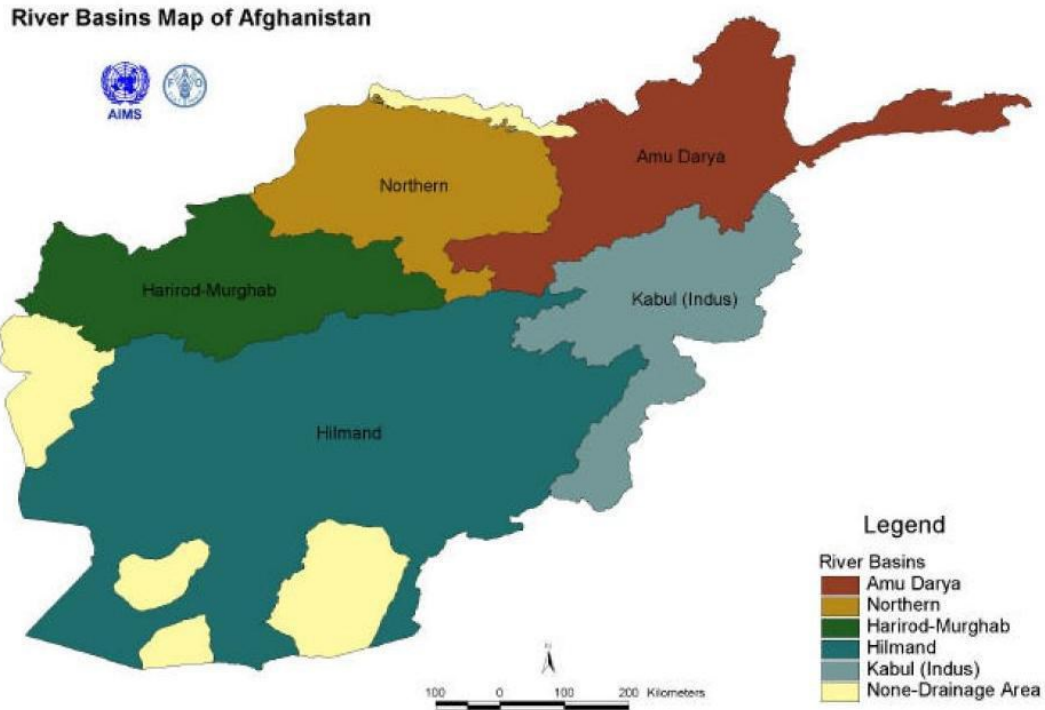 River Basins Map of Afghanistan
AIMS
Amu Darya
Northern
Harirod-Murghab
Kabul (Indus)
Hilmand
Legend
River Basins
Amu Darya
Northern
Harirod-Murghab
Hilmand
Kabul (Indus)
None-Drainage Area
100 0 100 200 Kilometers